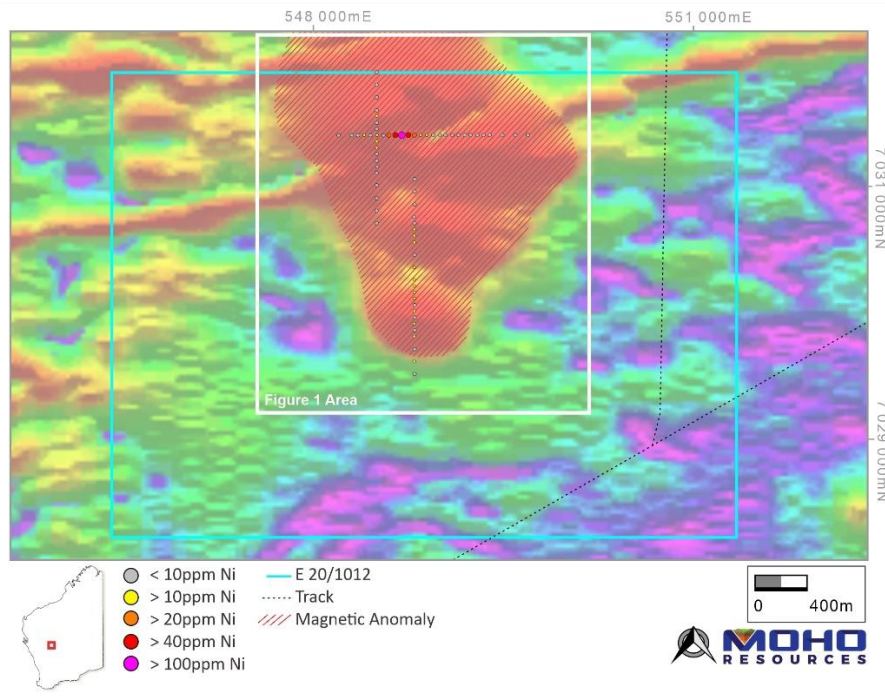 548 000mE
551 000mE
7 031 000mN
7 029 000mN
Figure 1 Area
< 10ppm Ni
> 10ppm Ni
> 20ppm Ni
> 40ppm Ni
> 100ppm Ni
E 20/1012
Track
Magnetic Anomaly
0 400m
MOHO
RESOURCES